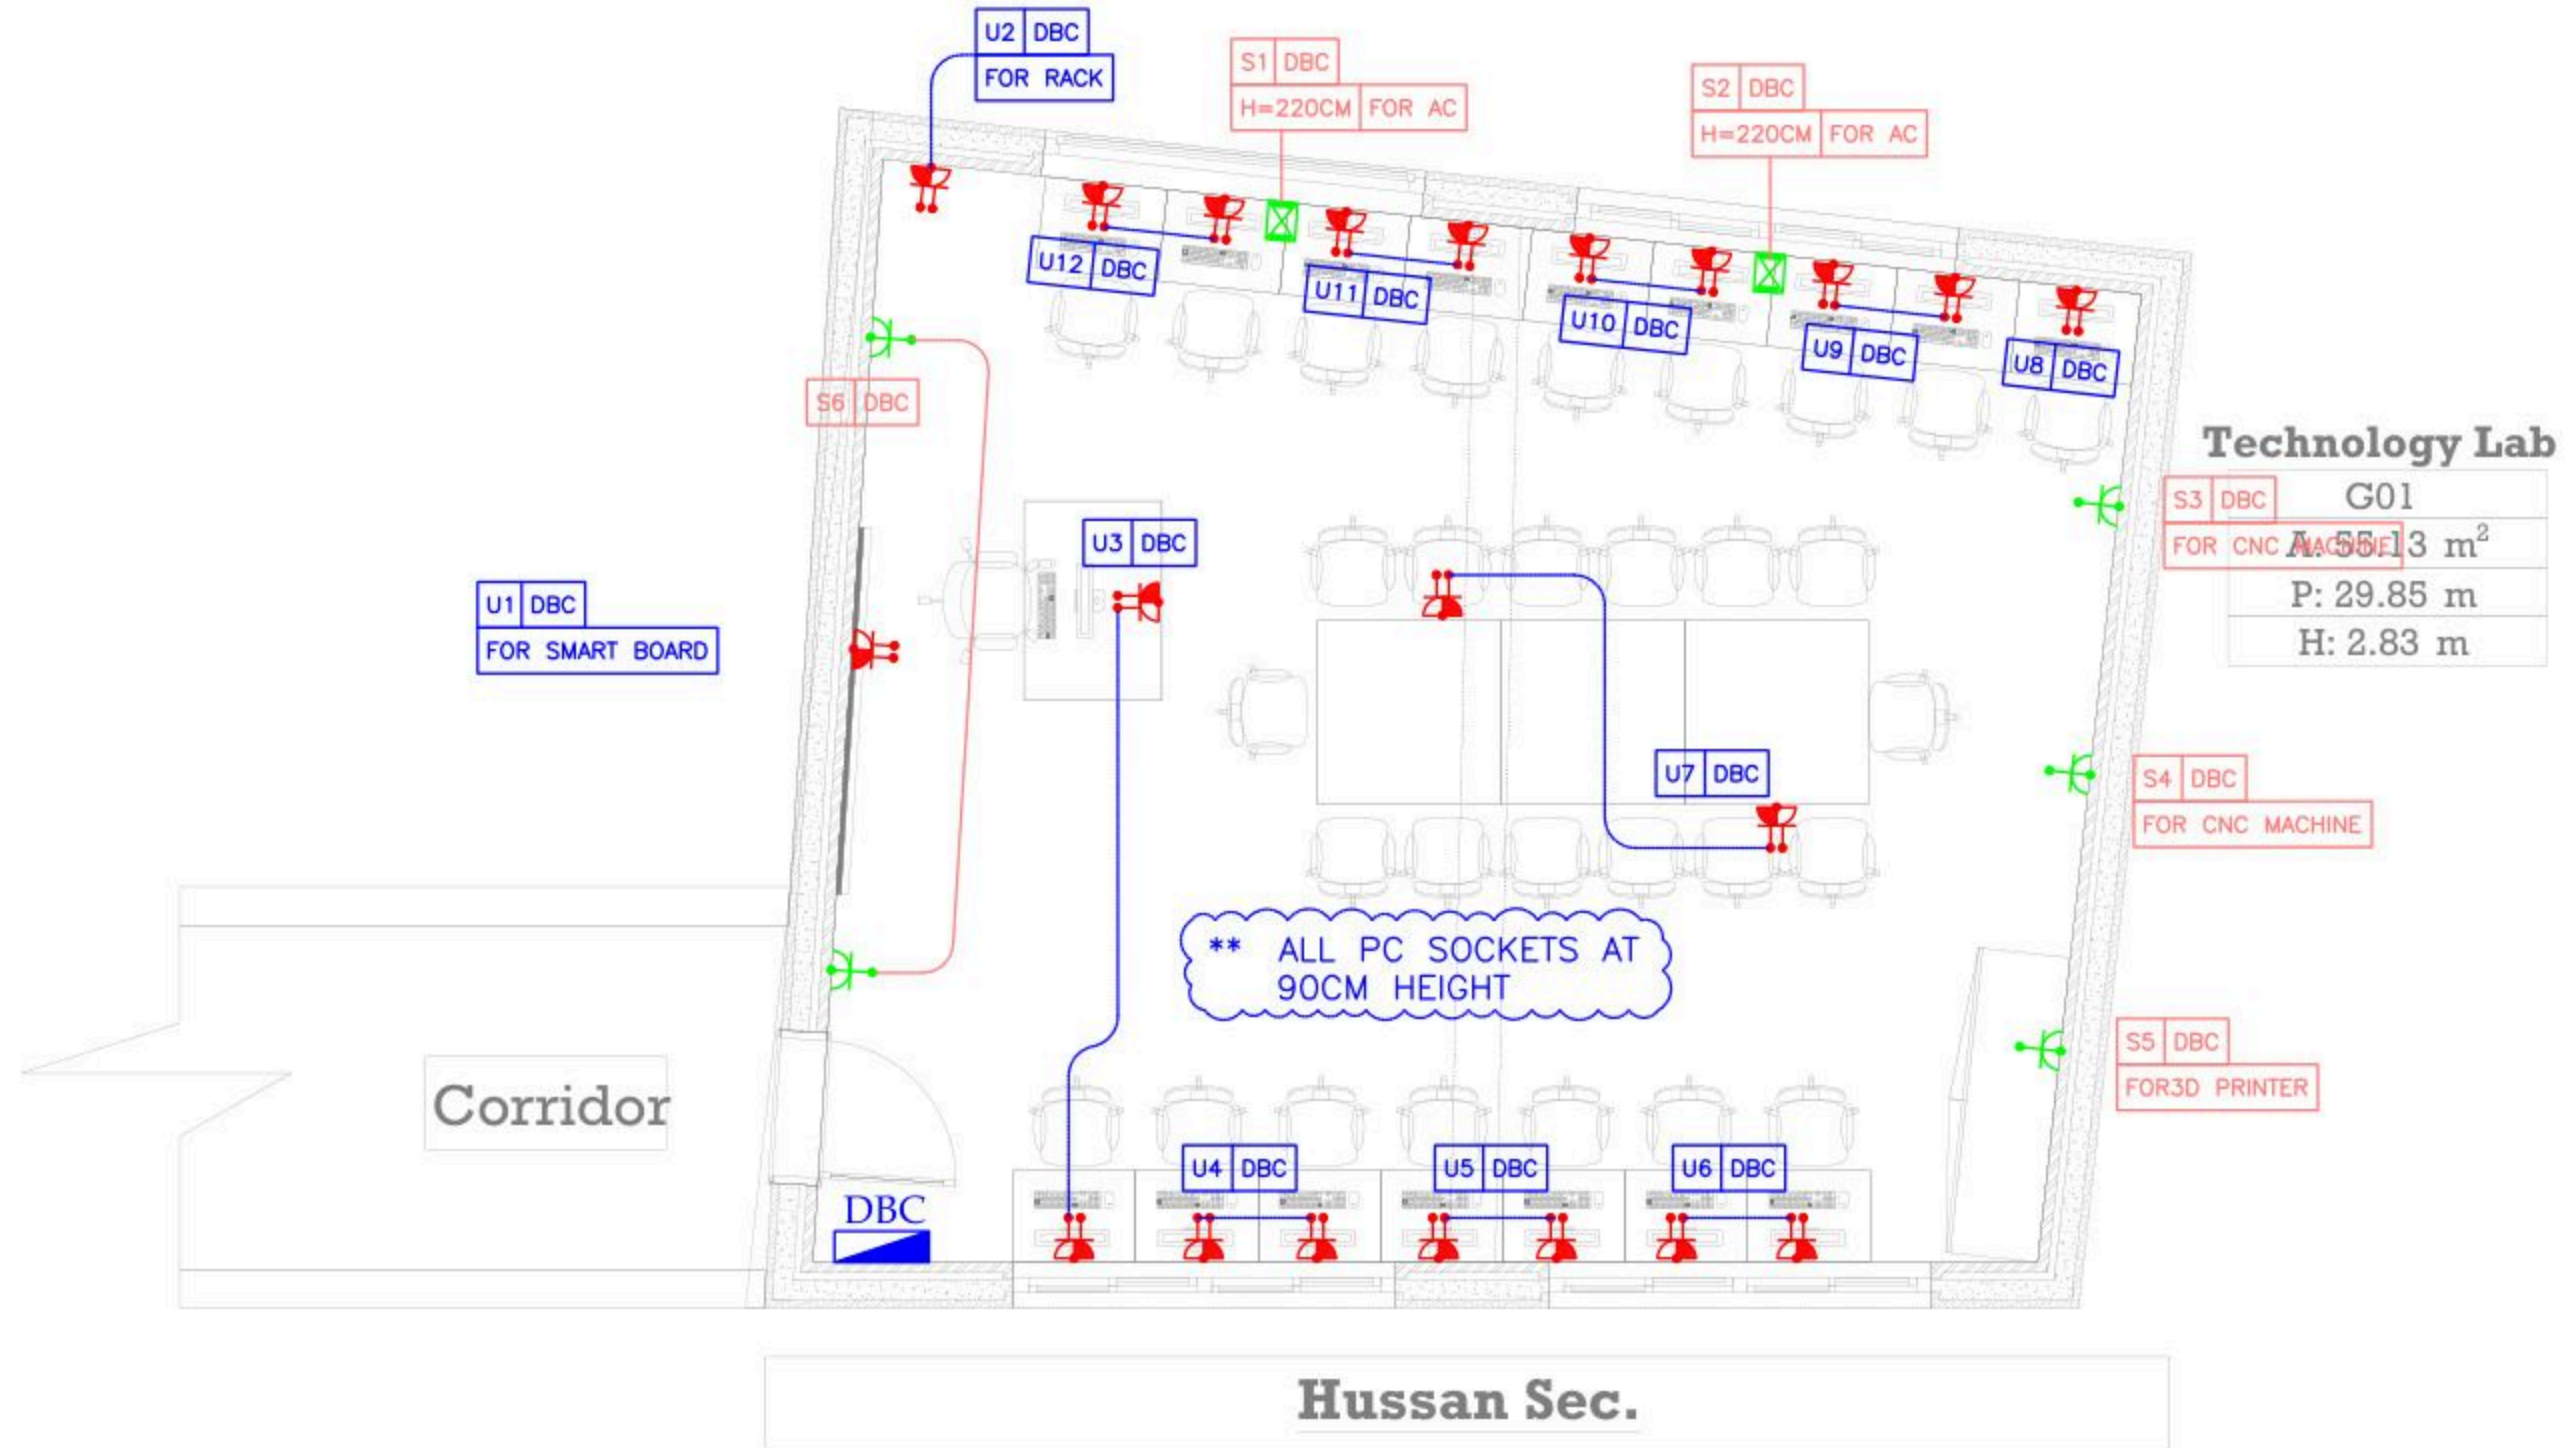 U2 DBC
FOR RACK
S1 DBC
H=220CM FOR AC
S2 DBC
H=220CM FOR AC
U12 DBC
U11 DBC
U10 DBC
U9 DBC
U8 DBC
S6 DBC
Technology Lab
G01
A: 55.13 m²
P: 29.85 m
H: 2.83 m
S3 DBC
FOR CNC MACHINE
U3 DBC
U1 DBC
FOR SMART BOARD
U7 DBC
S4 DBC
FOR CNC MACHINE
** ALL PC SOCKETS AT
90CM HEIGHT
S5 DBC
FOR3D PRINTER
Corridor
U4 DBC
U5 DBC
U6 DBC
DBC
Hussan Sec.